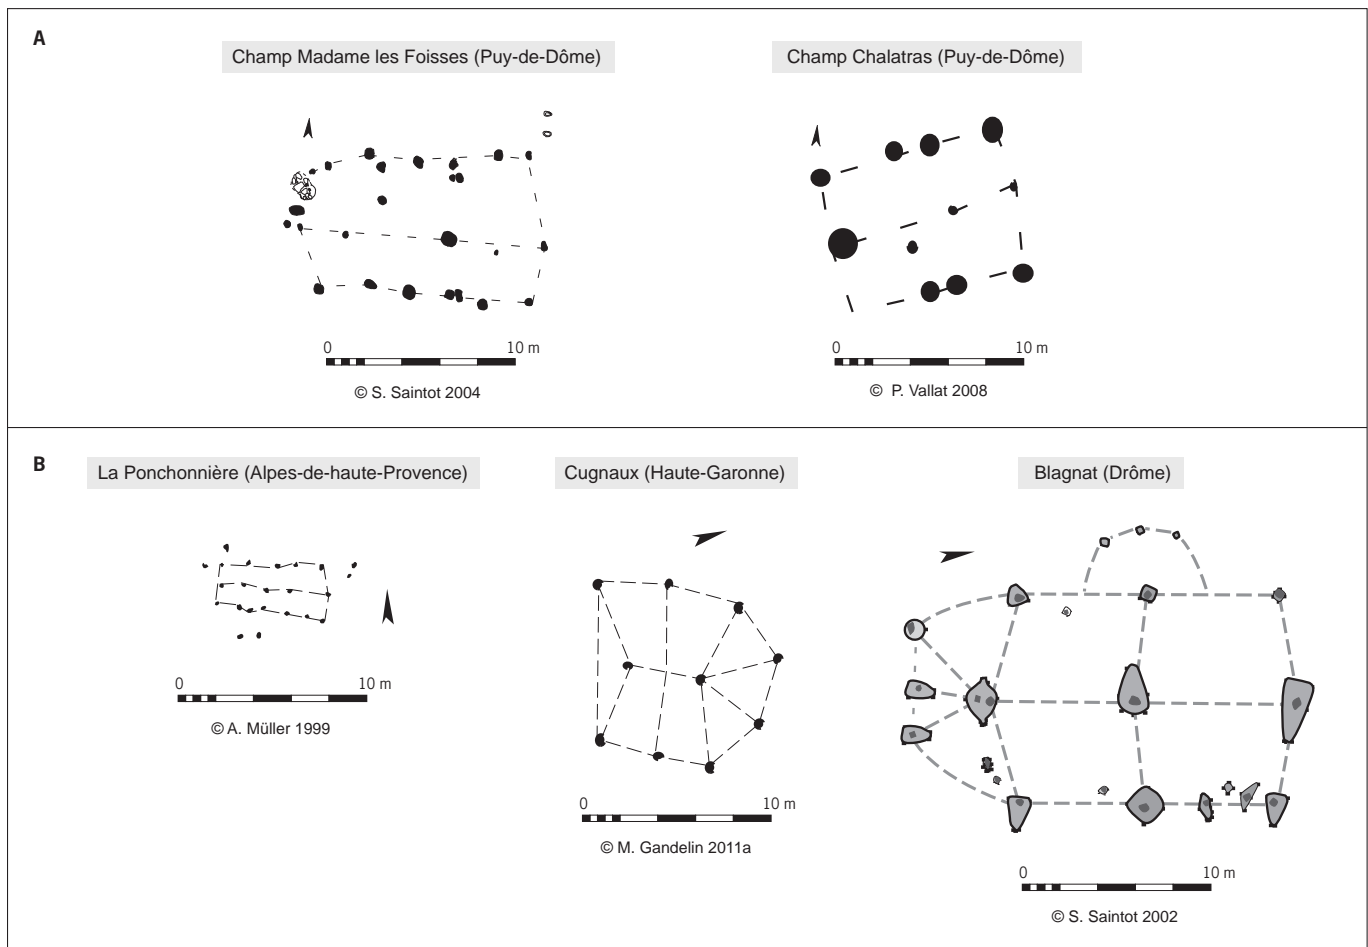 A
Champ Madame les Foisses (Puy-de-Dôme)
Champ Chalatras (Puy-de-Dôme)
0 10 m
© S. Saintot 2004
0 10 m
© P. Vallat 2008
B
La Ponchonnière (Alpes-de-haute-Provence)
Cugnaux (Haute-Garonne)
Blagnat (Drôme)
0 10 m
© A. Müller 1999
0 10 m
© M. Gandelin 2011a
0 10 m
© S. Saintot 2002